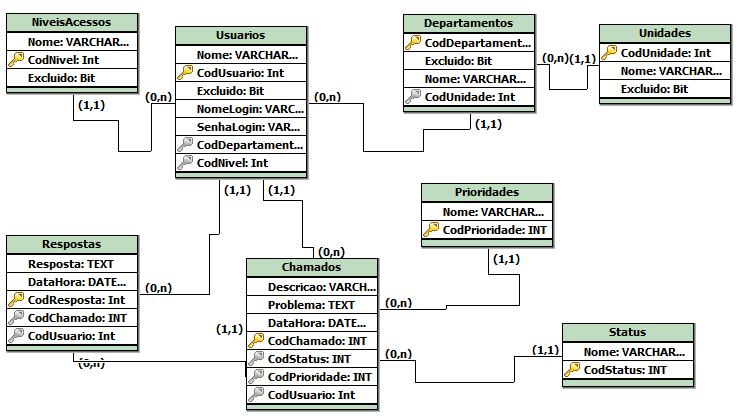 NiveisAcessos
Nome: VARCHAR...
CodNivel: Int
Excluido: Bit
(1,1)
(0,n)
Usuarios
Nome: VARCHAR...
CodUsuario: Int
Excluido: Bit
NomeLogin: VARC...
SenhaLogin: VAR...
CodDepartamen...
CodNivel: Int
(0,n)
(1,1)
(1,1)
Departamentos
CodDepartament...
Excluido: Bit
Nome: VARCHAR...
CodUnidade: Int
(1,1)
(0,n)
(1,1)
Unidades
CodUnidade: Int
Nome: VARCHAR...
Excluido: Bit
Prioridades
Nome: VARCHAR...
CodPrioridade: INT
(1,1)
Respostas
Resposta: TEXT
DataHora: DATE...
CodResposta: Int
CodChamado: INT
CodUsuario: Int
(0,n)
(0,n)
(0,n)
(1,1)
Chamados
Descricao: VARCH...
Problema: TEXT
DataHora: DATE...
CodChamado: INT
CodStatus: INT
CodPrioridade: INT
CodUsuario: Int
(0,n)
(0,n)
(1,1)
Status
Nome: VARCHAR...
CodStatus: INT